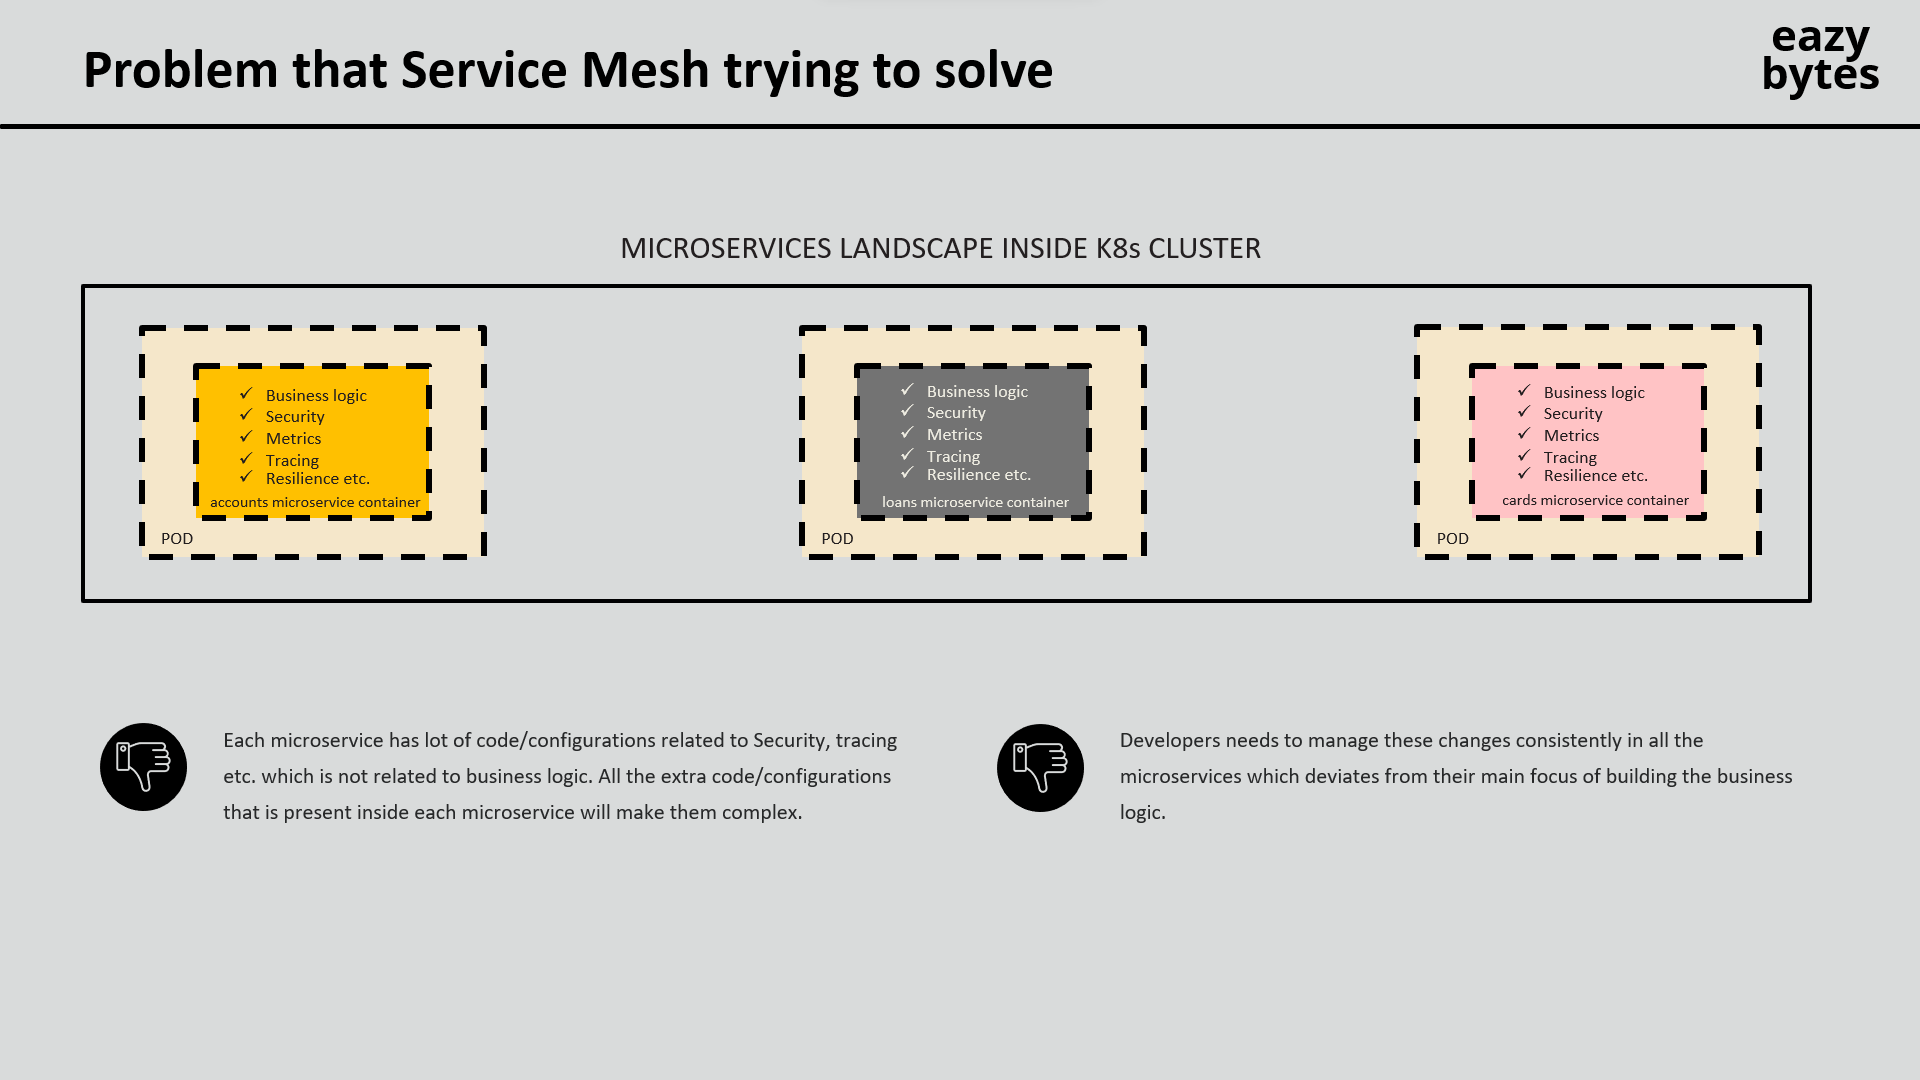 Problem that Service Mesh trying to solve
eazy
bytes
MICROSERVICES LANDSCAPE INSIDE K8s CLUSTER
✓ Business logic
✓ Security
✓ Metrics
✓ Tracing
✓ Resilience etc.
accounts microservice container
POD
✓ Business logic
✓ Security
✓ Metrics
✓ Tracing
✓ Resilience etc.
loans microservice container
POD
✓ Business logic
✓ Security
✓ Metrics
✓ Tracing
✓ Resilience etc.
cards microservice container
POD
Each microservice has lot of code/configurations related to Security, tracing
etc. which is not related to business logic. All the extra code/configurations
that is present inside each microservice will make them complex.
Developers needs to manage these changes consistently in all the
microservices which deviates from their main focus of building the business
logic.